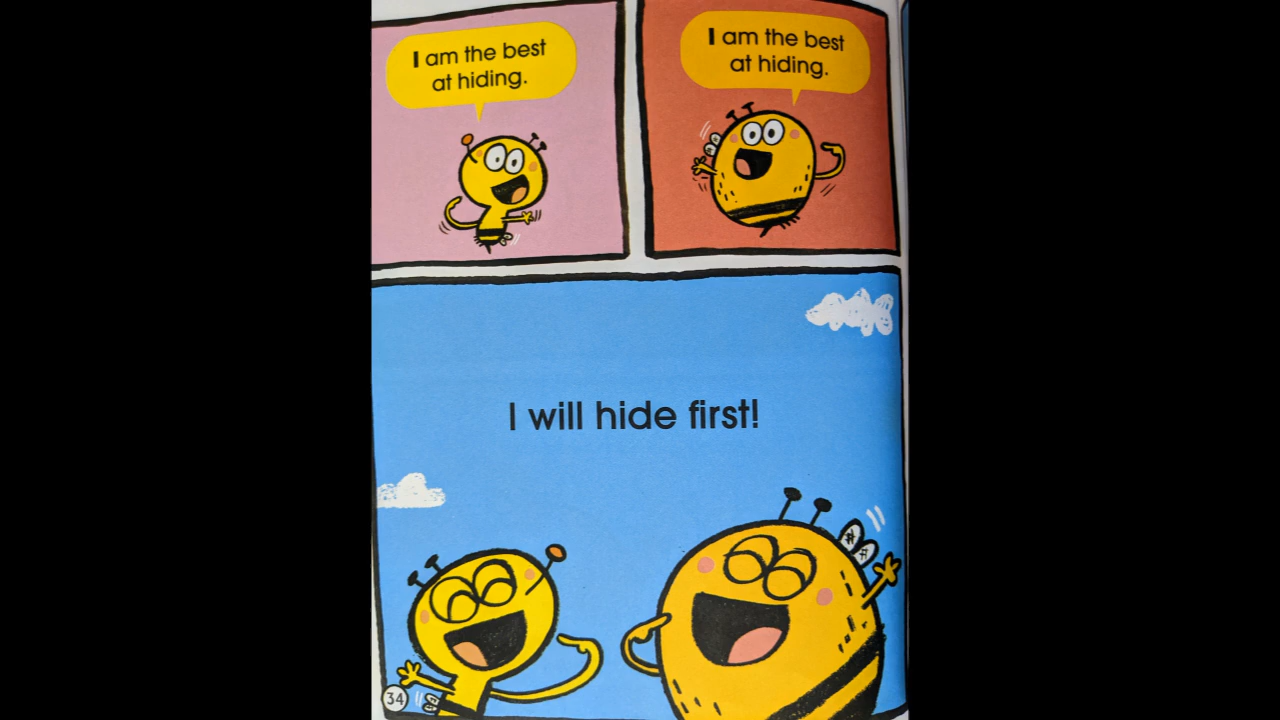 I am the best
at hiding.
I am the best
at hiding.
I will hide first!
34